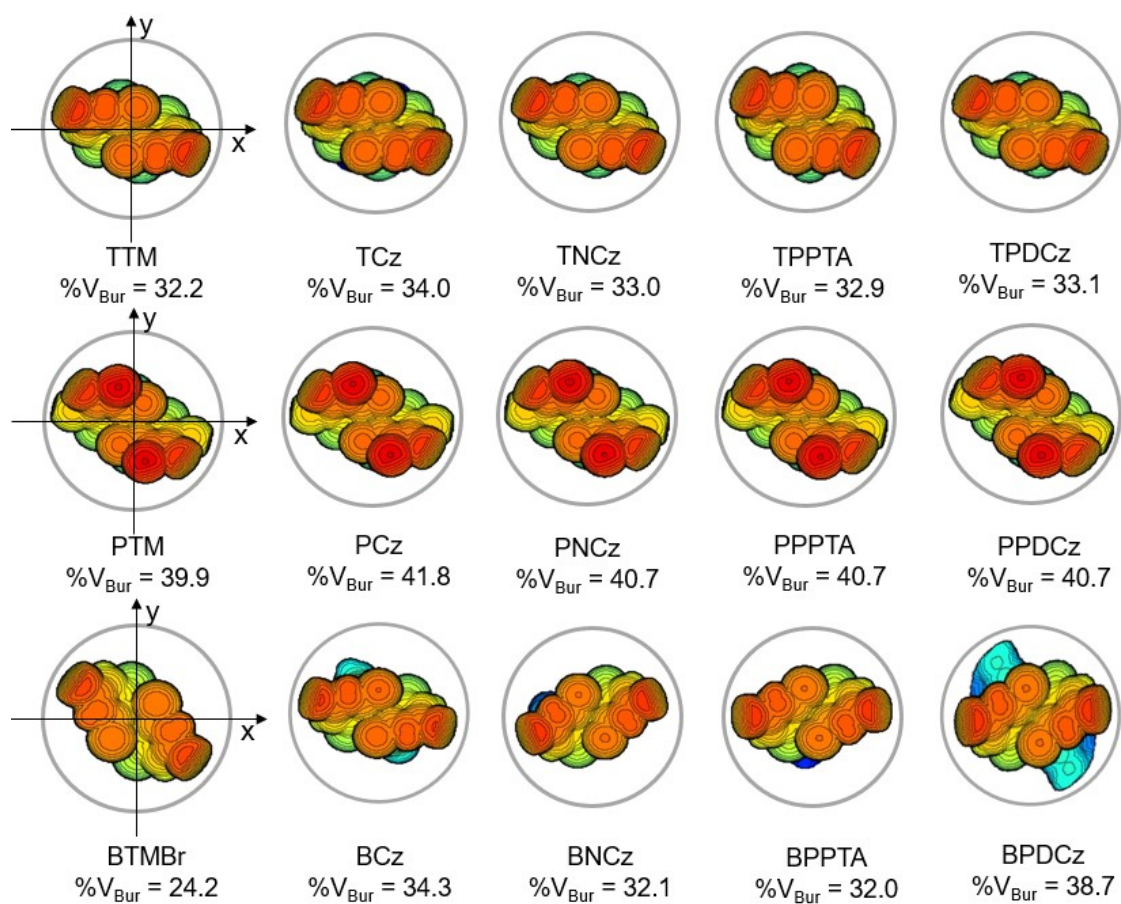 y
x
TTM TCz TNCz TPPTA TPDCz
%VBur = 32.2 %VBur = 34.0 %VBur = 33.0 %VBur = 32.9 %VBur = 33.1
y
x
PTM PCz PNCz PPPTA PPDCz
%VBur = 39.9 %VBur = 41.8 %VBur = 40.7 %VBur = 40.7 %VBur = 40.7
y
x
BTMBr BCz BNCz BPPTA BPDCz
%VBur = 24.2 %VBur = 34.3 %VBur = 32.1 %VBur = 32.0 %VBur = 38.7